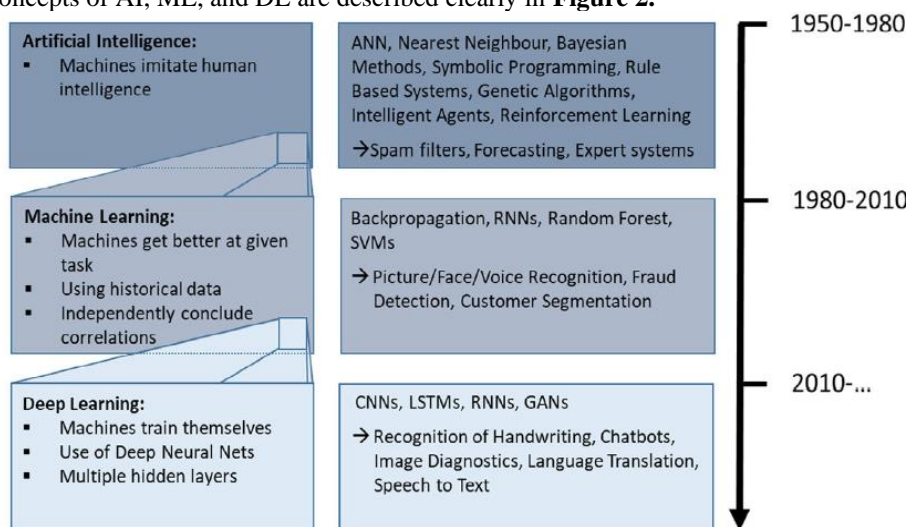 oncepts of AI, ML, and DL are described clearly in Figure 2.
Artificial Intelligence:
▪ Machines imitate human
intelligence
ANN, Nearest Neighbour, Bayesian
Methods, Symbolic Programming, Rule
Based Systems, Genetic Algorithms,
Intelligent Agents, Reinforcement Learning
→Spam filters, Forecasting, Expert systems
1950-1980
Machine Learning:
▪ Machines get better at given
task
▪ Using historical data
▪ Independently conclude
correlations
Backpropagation, RNNs, Random Forest,
SVMs
→ Picture/Face/Voice Recognition, Fraud
Detection, Customer Segmentation
1980-2010
Deep Learning:
▪ Machines train themselves
▪ Use of Deep Neural Nets
▪ Multiple hidden layers
CNNs, LSTMs, RNNs, GANs
→ Recognition of Handwriting, Chatbots,
Image Diagnostics, Language Translation,
Speech to Text
2010-...